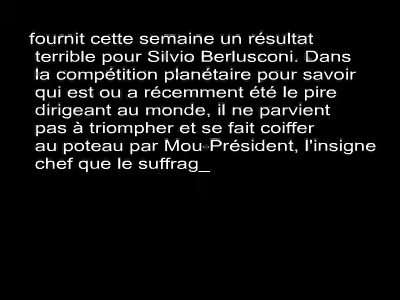 fournit cette semaine un résultat
terrible pour Silvio Berlusconi. Dans
la compétition planétaire pour savoir
qui est ou a récemment été le pire
dirigeant au monde, il ne parvient
pas à triompher et se fait coiffer
au poteau par Mou-Président, l'insigne
chef que le suffrag_